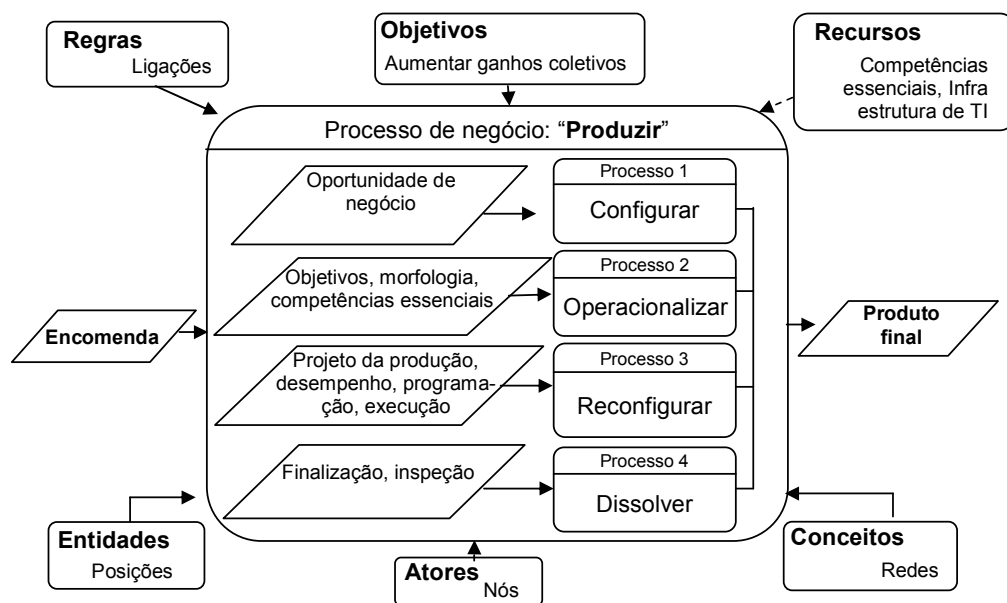 Regras
Ligações
Objetivos
Aumentar ganhos coletivos
Recursos
Competências
essenciais, Infra
estrutura de TI
Processo de negócio: “Produzir”
Oportunidade de
negócio
Processo 1
Configurar
Objetivos, morfologia,
competências essenciais
Processo 2
Operacionalizar
Encomenda
Produto
final
Projeto da produção,
desempenho, programa-
ção, execução
Processo 3
Reconfigurar
Finalização, inspeção
Processo 4
Dissolver
Entidades
Posições
Atores
Nós
Conceitos
Redes